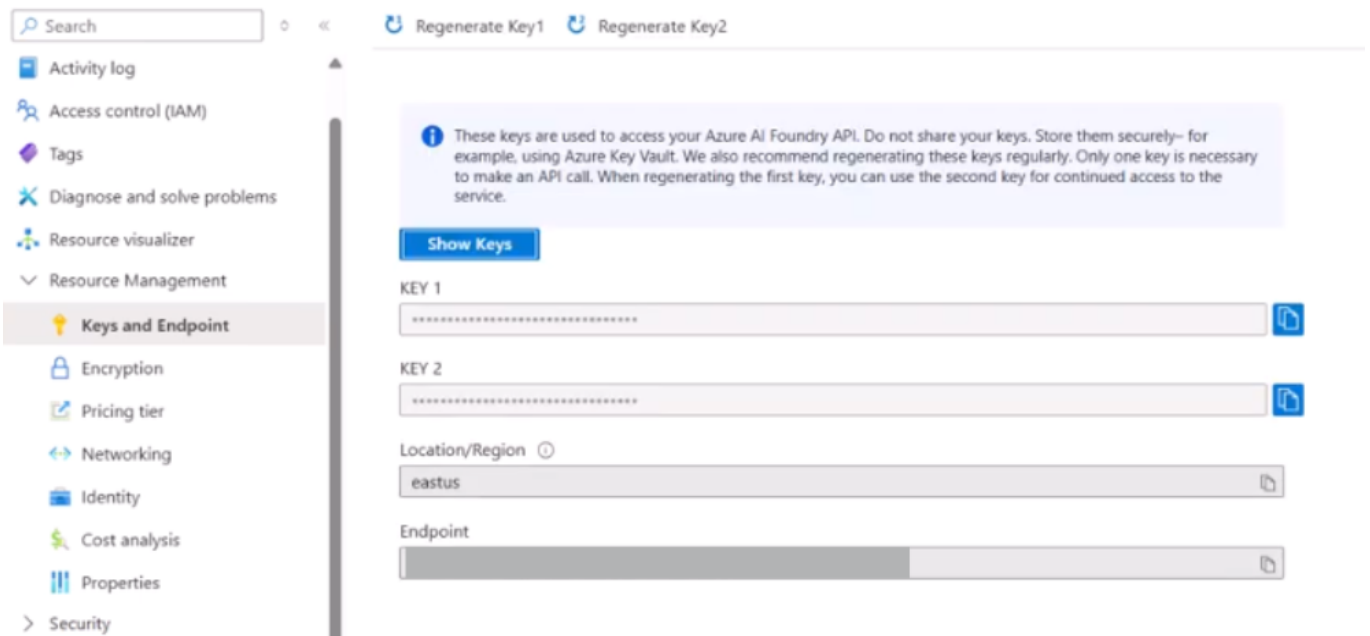 Search
Activity log
Access control (IAM)
Tags
Diagnose and solve problems
Resource visualizer
Resource Management
Keys and Endpoint
Encryption
Pricing tier
Networking
Identity
Cost analysis
Properties
Security
Regenerate Key1 Regenerate Key2
These keys are used to access your Azure AI Foundry API. Do not share your keys. Store them securely– for
example, using Azure Key Vault. We also recommend regenerating these keys regularly. Only one key is necessary
to make an API call. When regenerating the first key, you can use the second key for continued access to the
service.
Show Keys
KEY 1
••••••••••••••••••••••••••••••••
KEY 2
••••••••••••••••••••••••••••••••
Location/Region
eastus
Endpoint